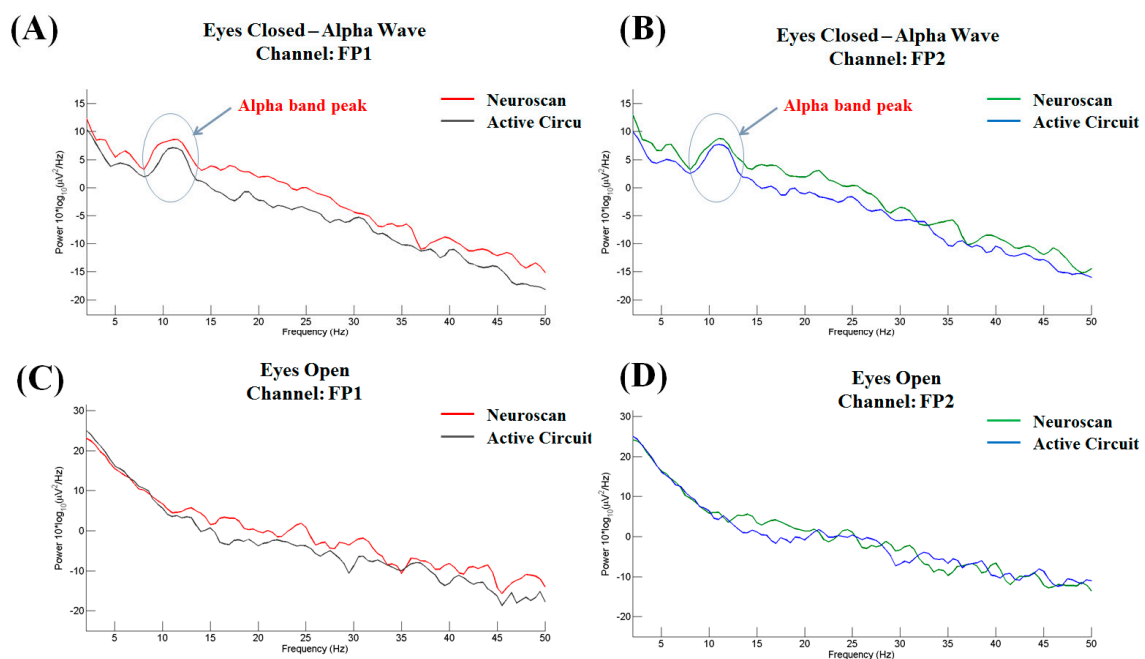 (A)
Eyes Closed – Alpha Wave
Channel: FP1
Alpha band peak
Neuroscan
Active Circu
Power 10*log10(μV²/Hz)
15
10
5
0
-5
-10
-15
-20
5 10 15 20 25 30 35 40 45 50
Frequency (Hz)
(B)
Eyes Closed – Alpha Wave
Channel: FP2
Alpha band peak
Neuroscan
Active Circuit
Power 10*log10(μV²/Hz)
15
10
5
0
-5
-10
-15
-20
5 10 15 20 25 30 35 40 45 50
Frequency (Hz)
(C)
Eyes Open
Channel: FP1
Neuroscan
Active Circuit
Power 10*log10(μV²/Hz)
30
20
10
0
-10
-20
5 10 15 20 25 30 35 40 45 50
Frequency (Hz)
(D)
Eyes Open
Channel: FP2
Neuroscan
Active Circuit
Power 10*log10(μV²/Hz)
30
20
10
0
-10
-20
5 10 15 20 25 30 35 40 45 50
Frequency (Hz)